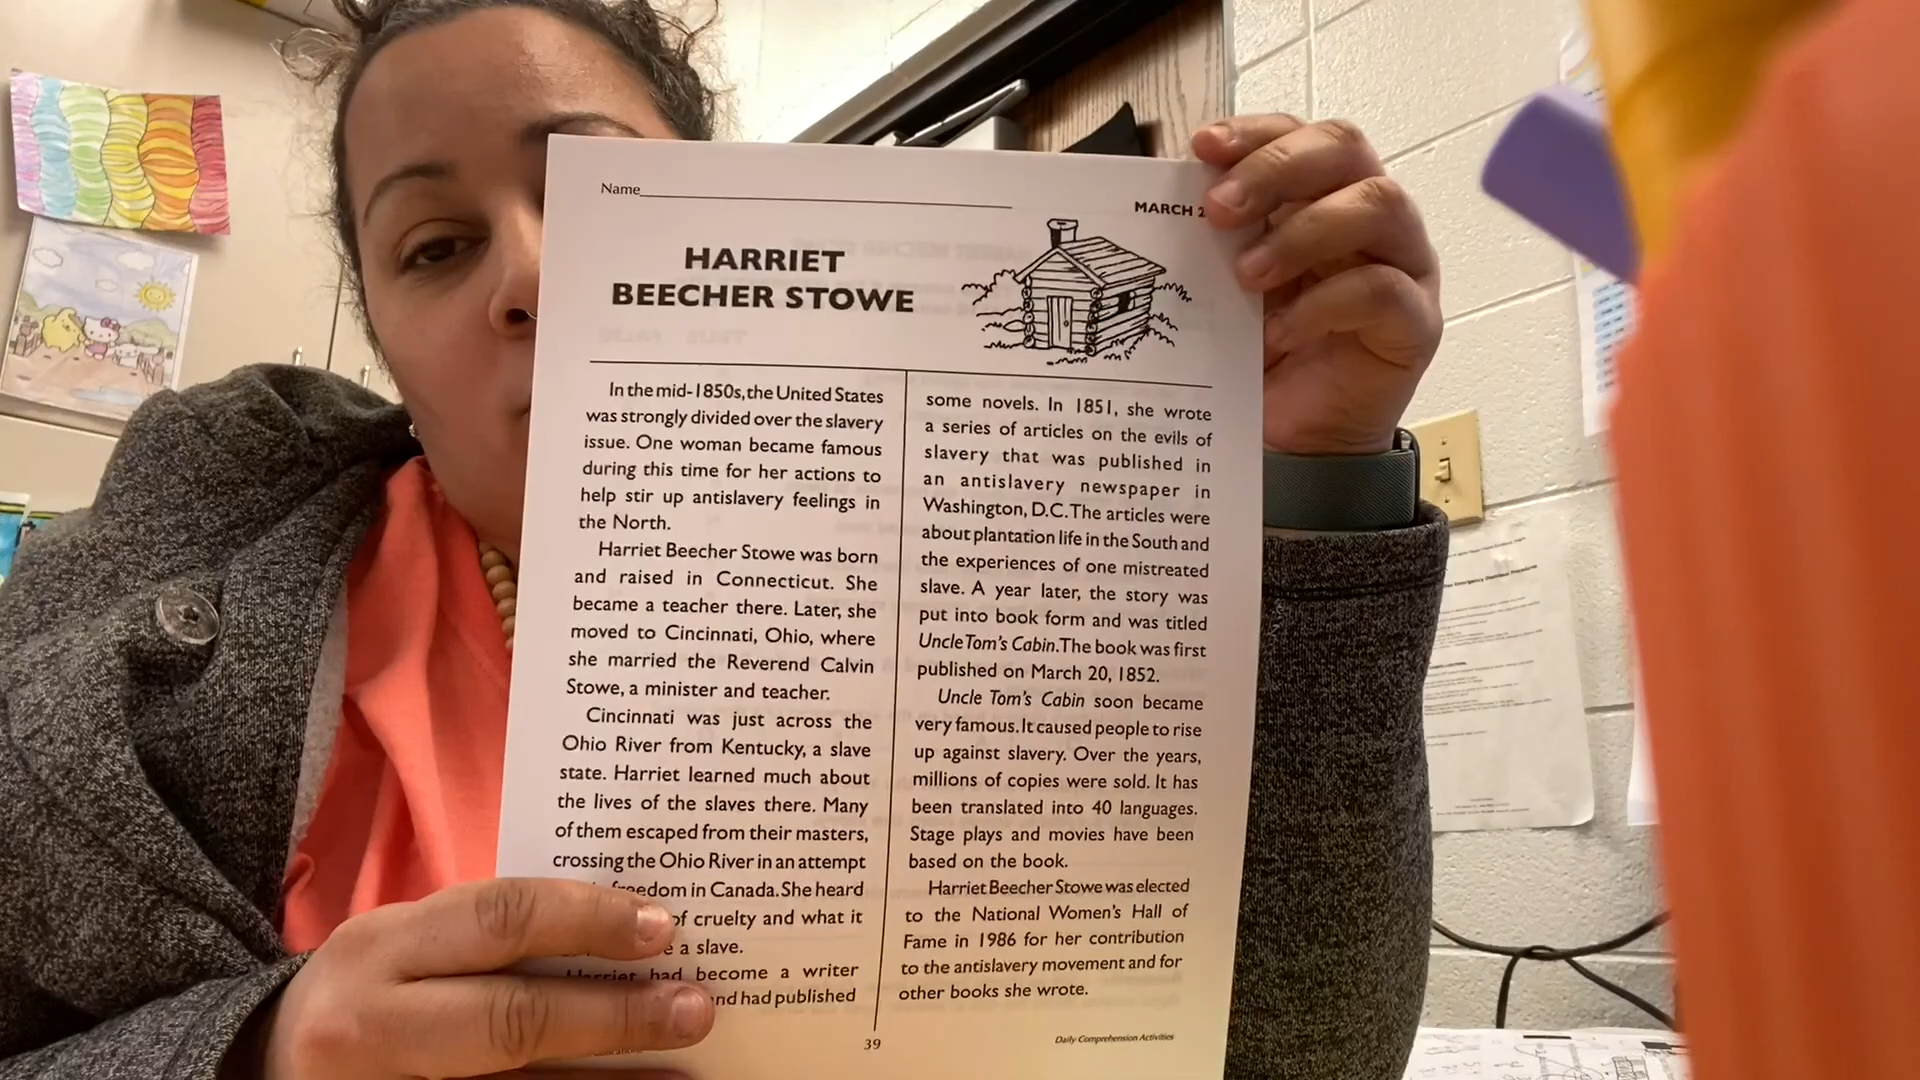 Name
MARCH 2
HARRIET
BEECHER STOWE
In the mid-1850s, the United States
was strongly divided over the slavery
issue. One woman became famous
during this time for her actions to
help stir up antislavery feelings in
the North.
Harriet Beecher Stowe was born
and raised in Connecticut. She
became a teacher there. Later, she
moved to Cincinnati, Ohio, where
she married the Reverend Calvin
Stowe, a minister and teacher.
Cincinnati was just across the
Ohio River from Kentucky, a slave
state. Harriet learned much about
the lives of the slaves there. Many
of them escaped from their masters,
crossing the Ohio River in an attempt
freedom in Canada. She heard
of cruelty and what it
a slave.
Harriet had become a writer
and had published
some novels. In 1851, she wrote
a series of articles on the evils of
slavery that was published in
an antislavery newspaper in
Washington, D.C. The articles were
about plantation life in the South and
the experiences of one mistreated
slave. A year later, the story was
put into book form and was titled
Uncle Tom's Cabin. The book was first
published on March 20, 1852.
Uncle Tom's Cabin soon became
very famous. It caused people to rise
up against slavery. Over the years,
millions of copies were sold. It has
been translated into 40 languages.
Stage plays and movies have been
based on the book.
Harriet Beecher Stowe was elected
to the National Women's Hall of
Fame in 1986 for her contribution
to the antislavery movement and for
other books she wrote.
39
Daily Comprehension Activities